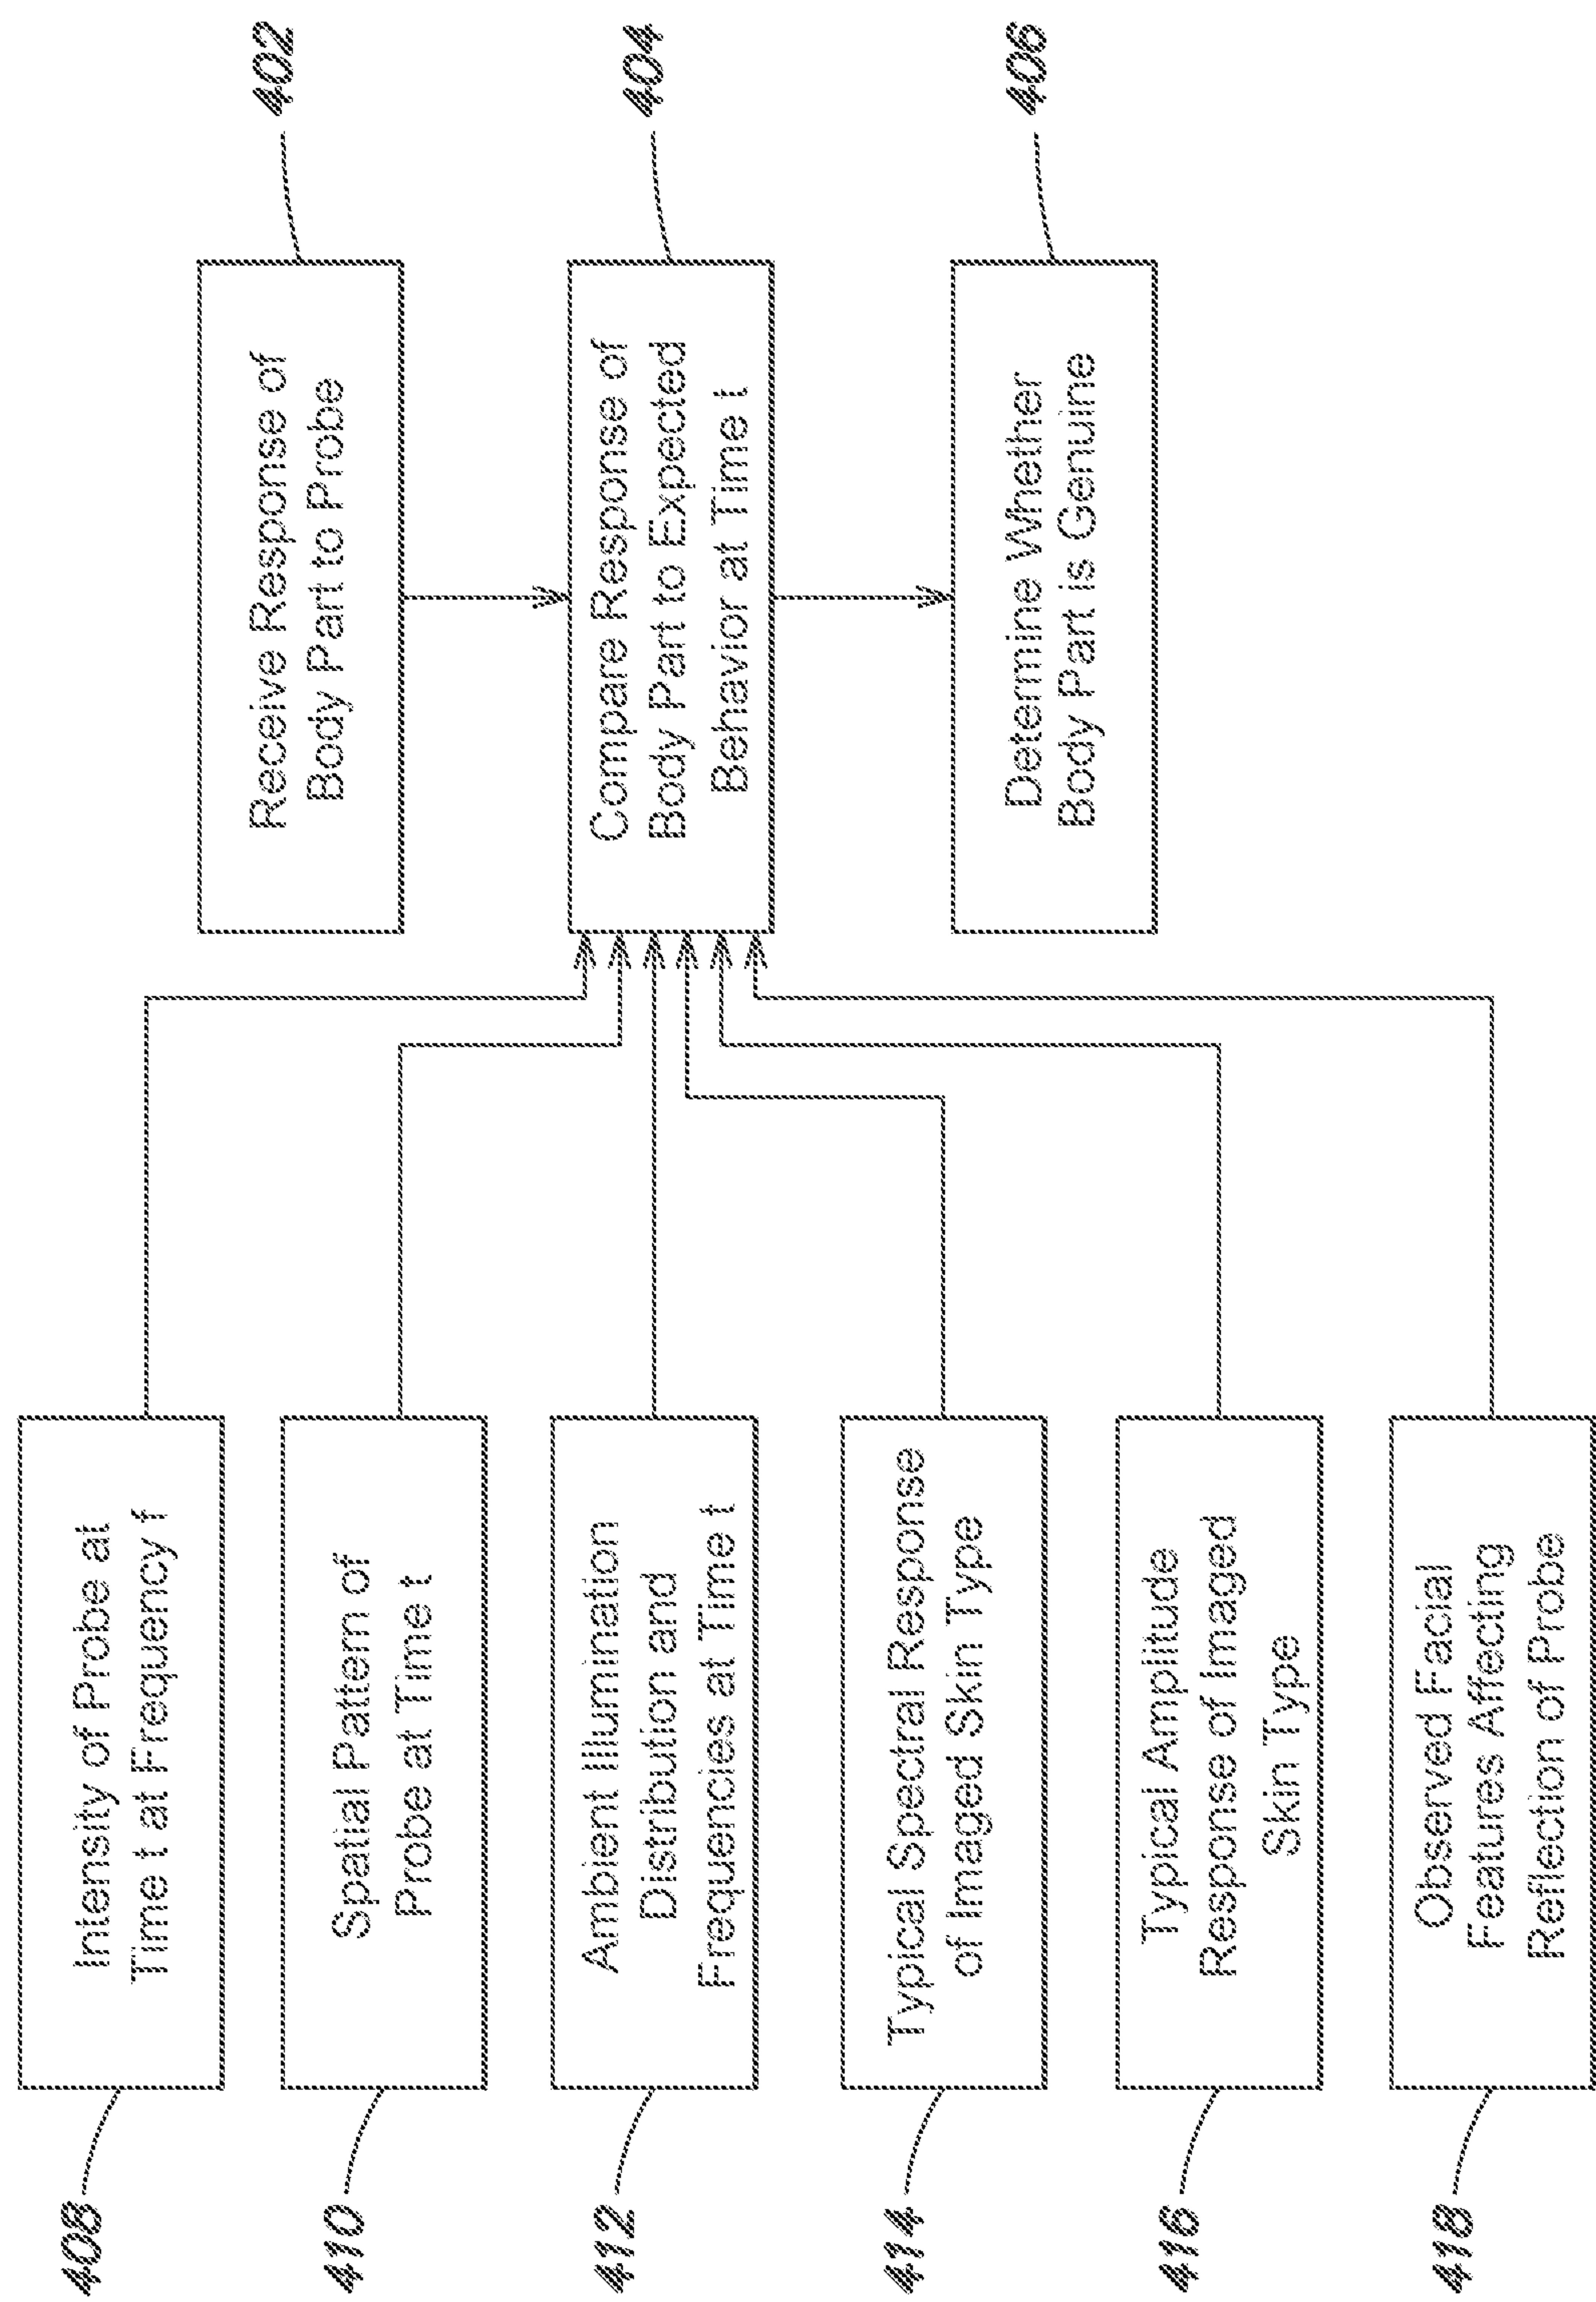 408
Intensity of Probe at
Time t at Frequency f
410
Spatial Pattern of
Probe at Time t
412
Ambient Illumination
Distribution and
Frequencies at Time t
414
Typical Spectral Response
of Imaged Skin Type
416
Typical Amplitude
Response of Imaged
Skin Type
418
Observed Facial
Features Affecting
Reflection of Probe
Receive Response of
Body Part to Probe
402
Compare Response of
Body Part to Expected
Behavior at Time t
404
Determine Whether
Body Part is Genuine
406